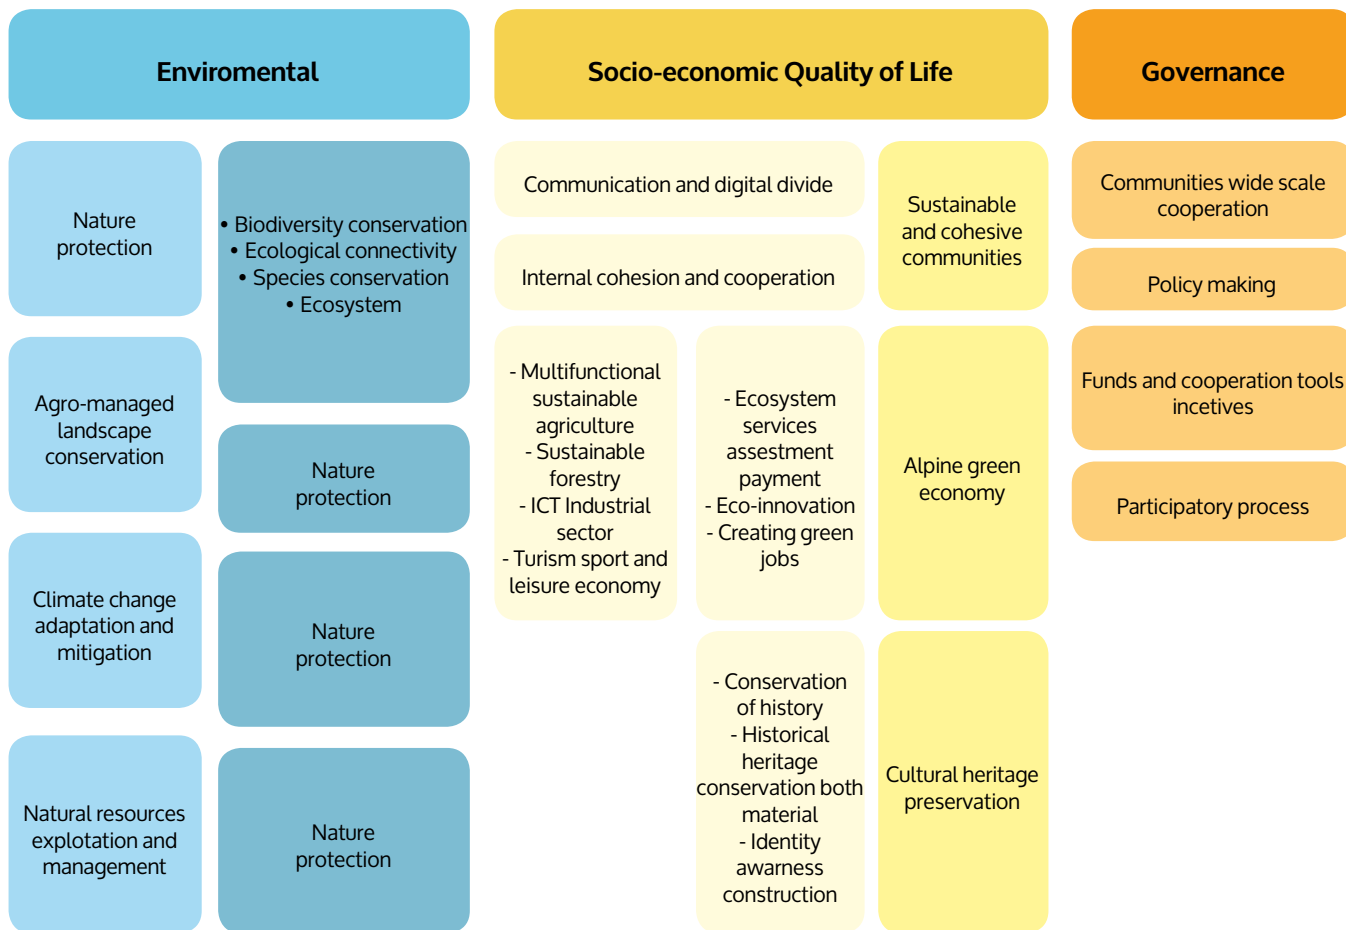 Enviromental
Socio-economic Quality of Life
Governance
Nature
protection
Agro-managed
landscape
conservation
Climate change
adaptation and
mitigation
Natural resources
explotation and
management
• Biodiversity conservation
• Ecological connectivity
• Species conservation
• Ecosystem
Nature
protection
Nature
protection
Nature
protection
Communication and digital divide
Internal cohesion and cooperation
Sustainable
and cohesive
communities
- Multifunctional
sustainable
agriculture
- Sustainable
forestry
- ICT Industrial
sector
- Turism sport and
leisure economy
- Ecosystem
services
assestment
payment
- Eco-innovation
- Creating green
jobs
Alpine green
economy
- Conservation
of history
- Historical
heritage
conservation both
material
- Identity
awarness
construction
Cultural heritage
preservation
Communities wide scale
cooperation
Policy making
Funds and cooperation tools
incetives
Participatory process